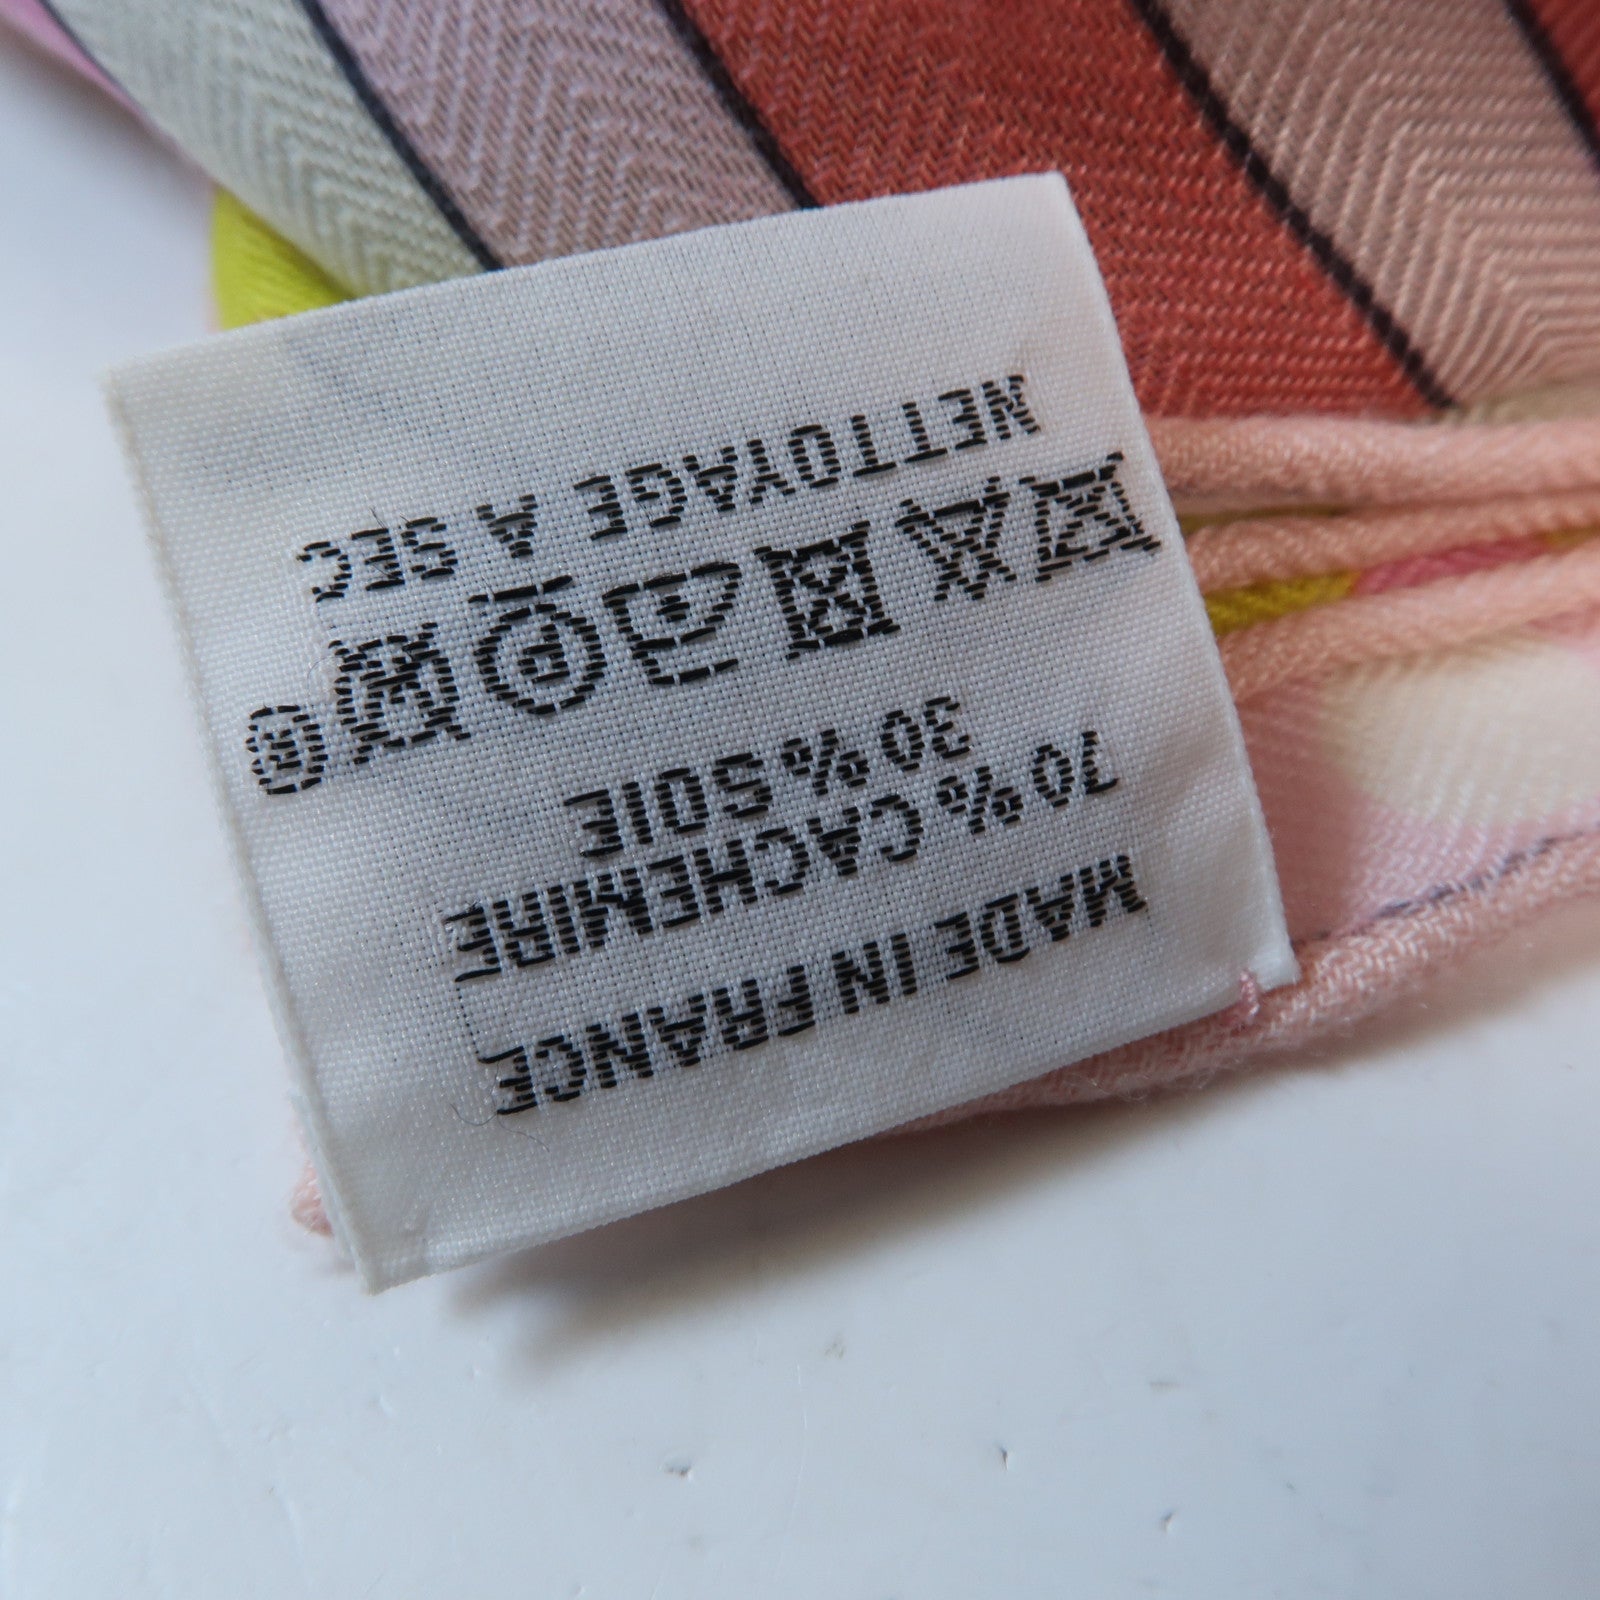 MADE IN FRANCE
70 % CACHEMIRE
30 % SOIE
NETTOYAGE A SEC